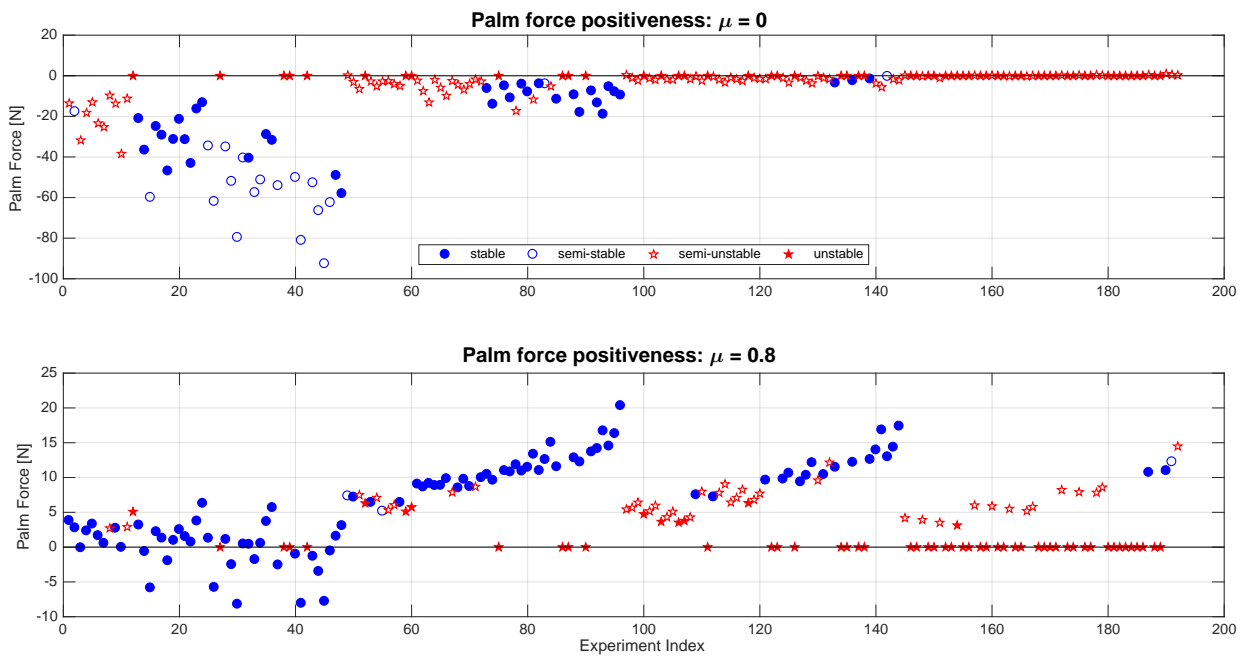 Palm force positiveness: μ = 0
20
0
-20
-40
-60
-80
-100
Palm Force [N]
stable semi-stable semi-unstable unstable
0 20 40 60 80 100 120 140 160 180 200
Palm force positiveness: μ = 0.8
25
20
15
10
5
0
-5
-10
Palm Force [N]
0 20 40 60 80 100 120 140 160 180 200
Experiment Index